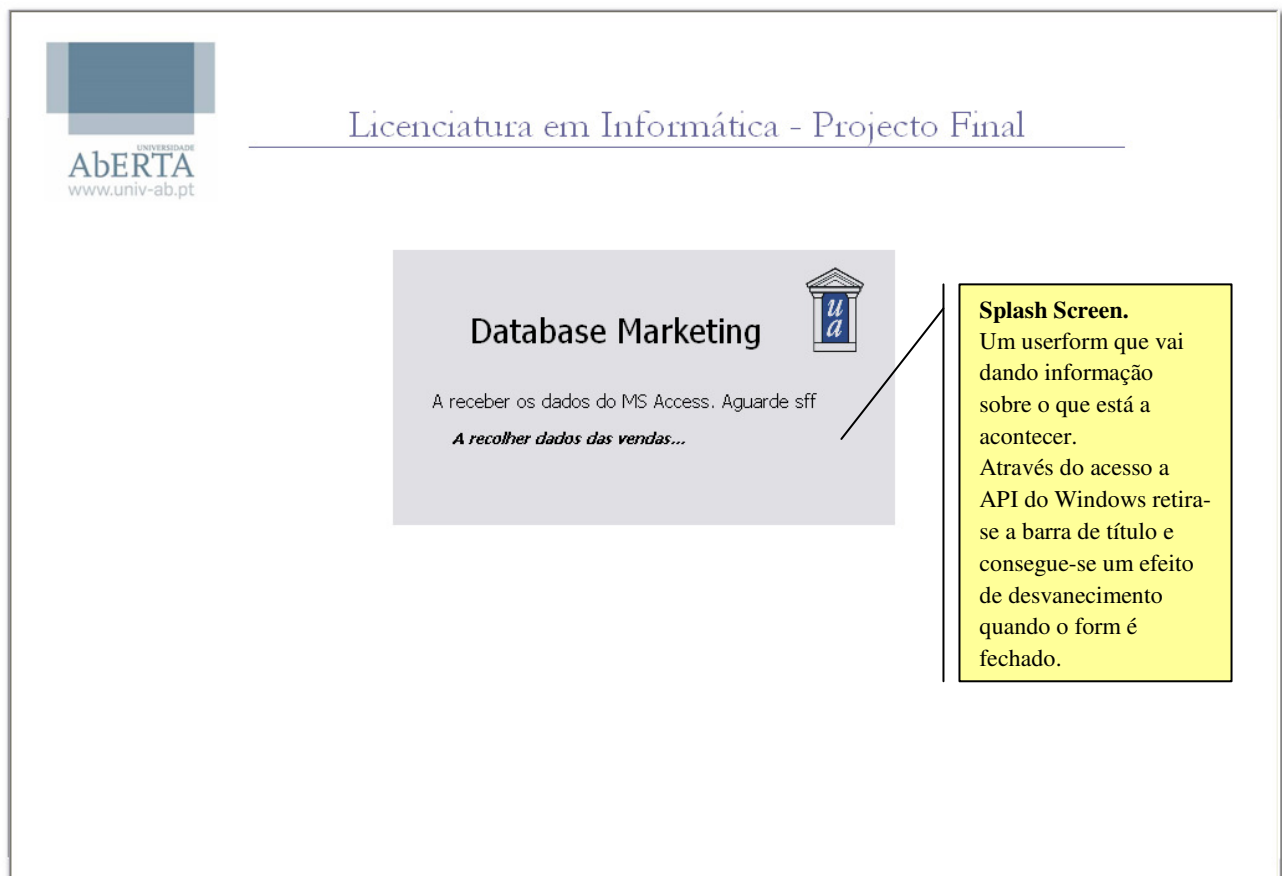 UNIVERSIDADE
AbERTA
www.univ-ab.pt
Licenciatura em Informática - Projecto Final
Database Marketing
u
a
A receber os dados do MS Access. Aguarde sff
A recolher dados das vendas...
Splash Screen.
Um userform que vai
dando informação
sobre o que está a
acontecer.
Através do acesso a
API do Windows retira-
se a barra de título e
consegue-se um efeito
de desvanecimento
quando o form é
fechado.